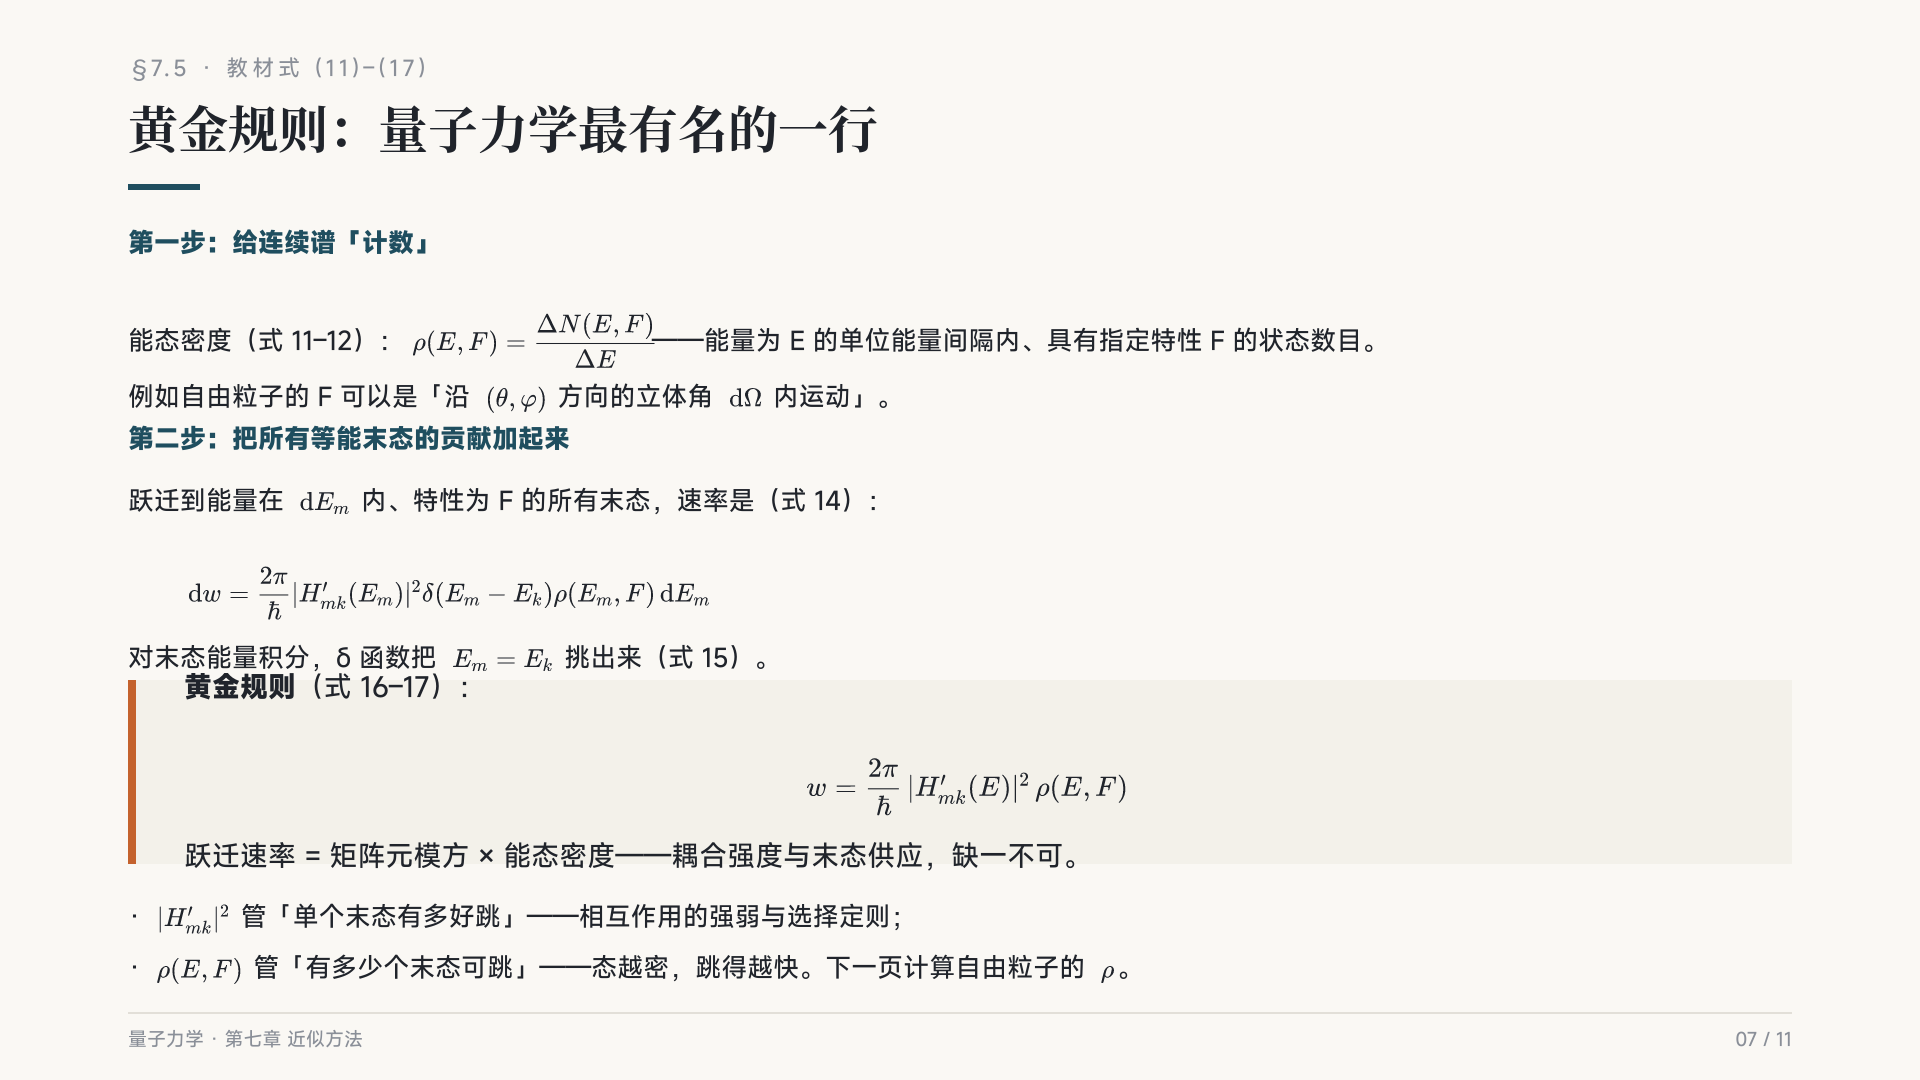 §7.5 · 教材式 (11)–(17)
黄金规则：量子力学最有名的一行
第一步：给连续谱「计数」
能态密度（式 11–12）： ρ(E, F) = ΔN(E, F)/ΔE——能量为 E 的单位能量间隔内、具有指定特性 F 的状态数目。
例如自由粒子的 F 可以是「沿 (θ, φ) 方向的立体角 dΩ 内运动」。
第二步：把所有等能末态的贡献加起来
跃迁到能量在 dE_m 内、特性为 F 的所有末态，速率是（式 14）：
dw = 2π/ħ |H′_mk(E_m)|²δ(E_m − E_k)ρ(E_m, F) dE_m
对末态能量积分，δ 函数把 E_m = E_k 挑出来（式 15）。
黄金规则（式 16–17）：
w = 2π/ħ |H′_mk(E)|² ρ(E, F)
跃迁速率 = 矩阵元模方 × 能态密度——耦合强度与末态供应，缺一不可。
· |H′_mk|² 管「单个末态有多好跳」——相互作用的强弱与选择定则；
· ρ(E, F) 管「有多少个末态可跳」——态越密，跳得越快。下一页计算自由粒子的 ρ。
量子力学 · 第七章 近似方法
07 / 11